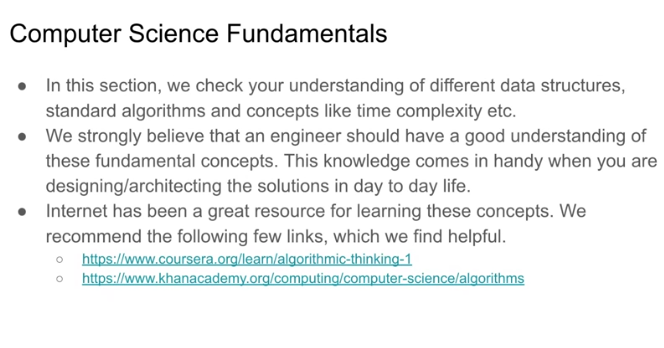 Computer Science Fundamentals
● In this section, we check your understanding of different data structures,
standard algorithms and concepts like time complexity etc.
● We strongly believe that an engineer should have a good understanding of
these fundamental concepts. This knowledge comes in handy when you are
designing/architecting the solutions in day to day life.
● Internet has been a great resource for learning these concepts. We
recommend the following few links, which we find helpful.
○ https://www.coursera.org/learn/algorithmic-thinking-1
○ https://www.khanacademy.org/computing/computer-science/algorithms